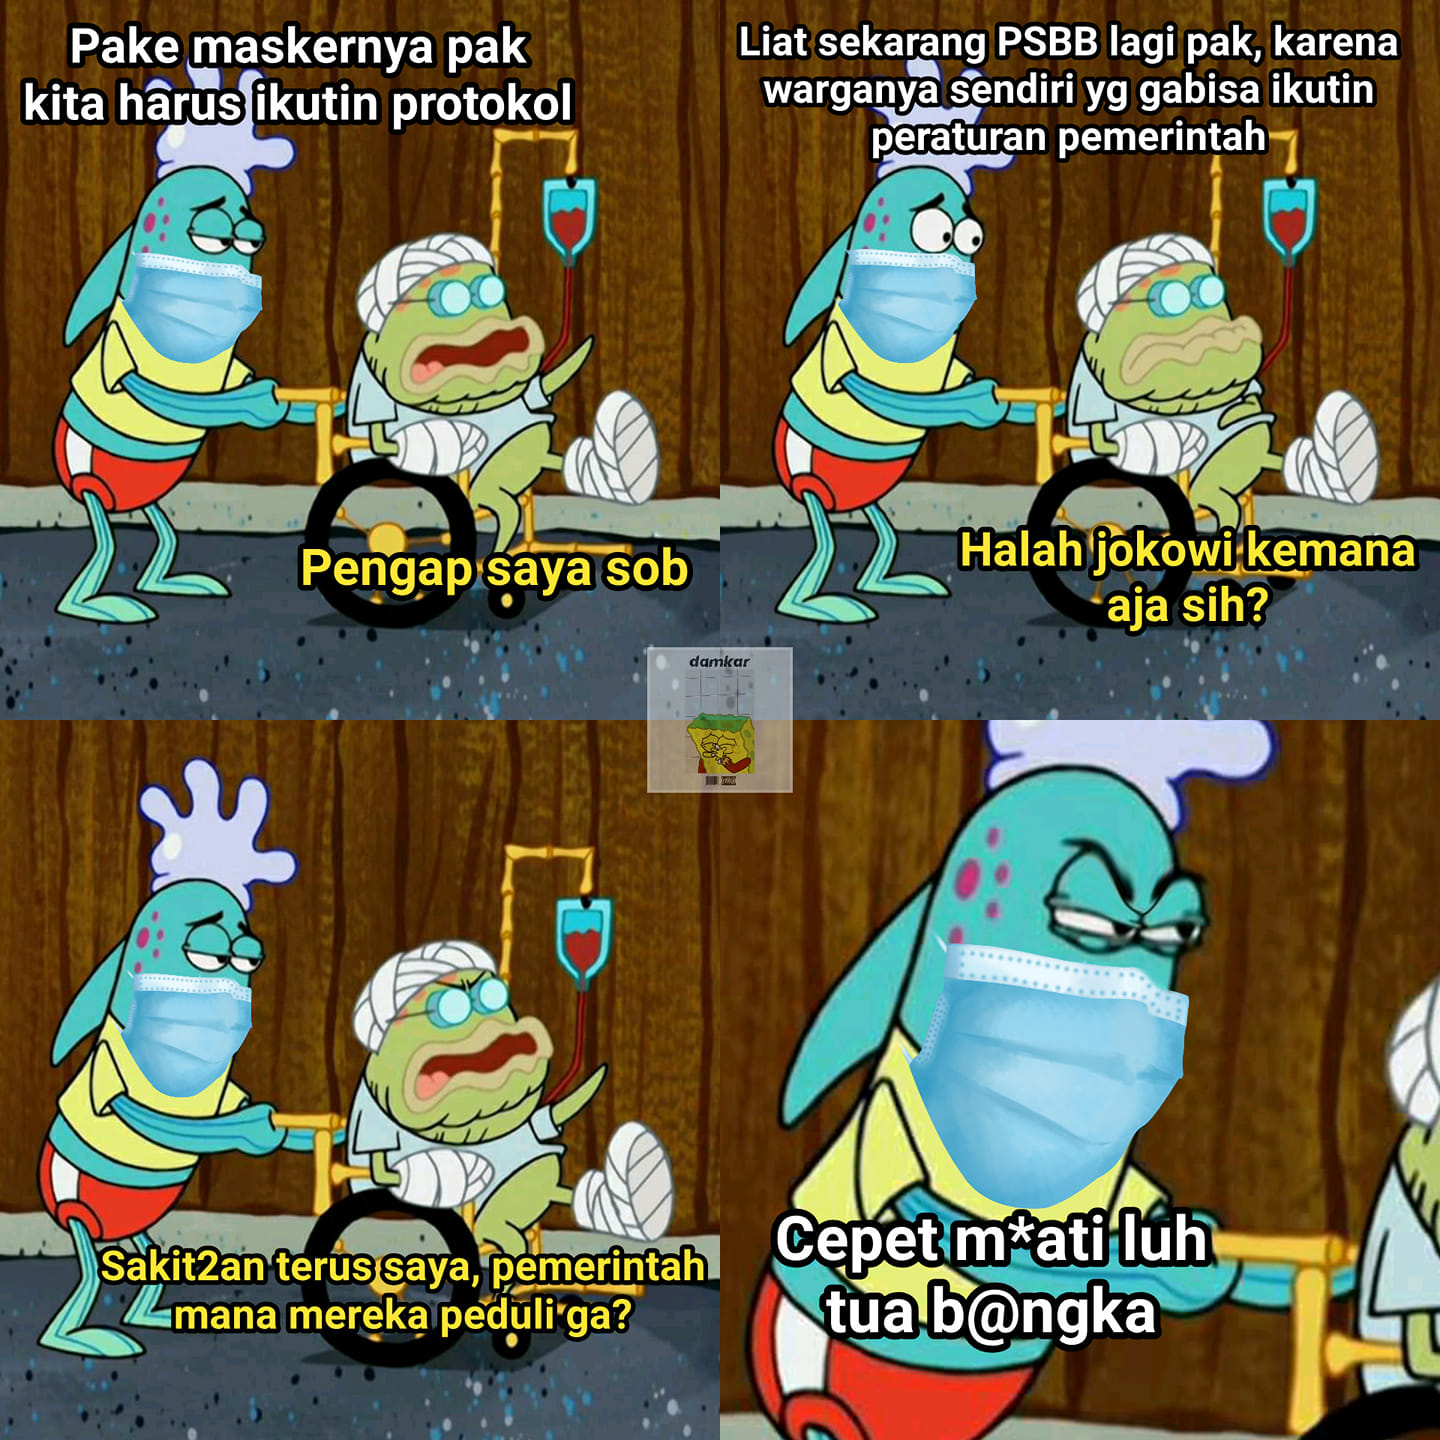 Pake maskernya pak
kita harus ikutin protokol
Pengap saya sob
Liat sekarang PSBB lagi pak, karena
warganya sendiri yg gabisa ikutin
peraturan pemerintah
Halah jokowi kemana
aja sih?
damkar
Sakit2an terus saya, pemerintah
mana mereka peduli ga?
Cepet m*ati luh
tua b@ngka